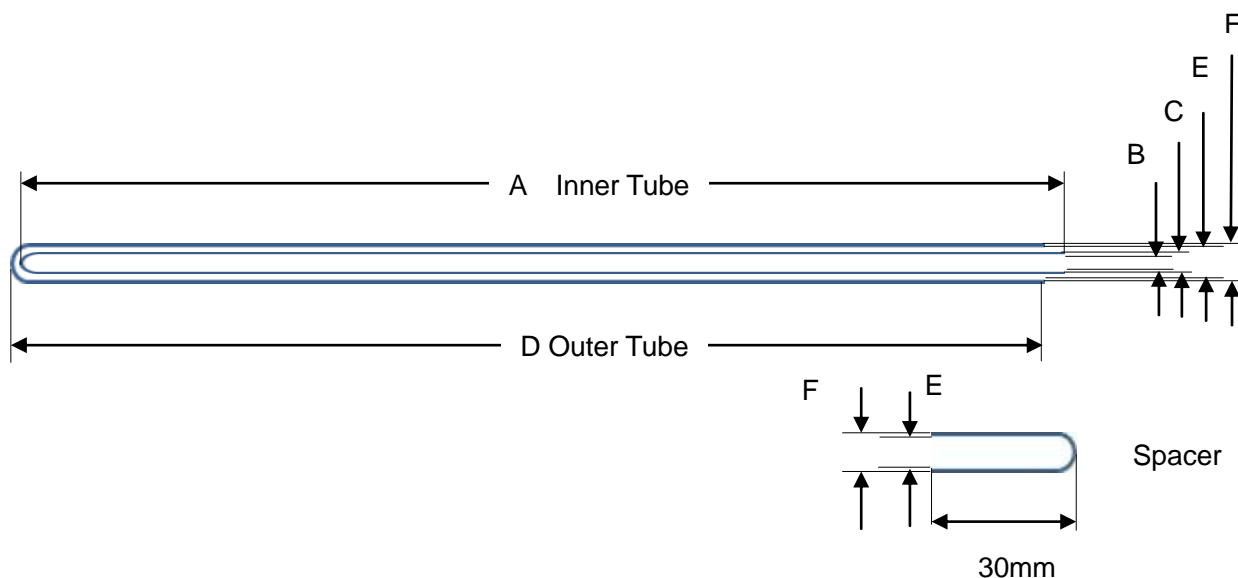 F
E
C
B
A Inner Tube
D Outer Tube
F E
Spacer
30mm